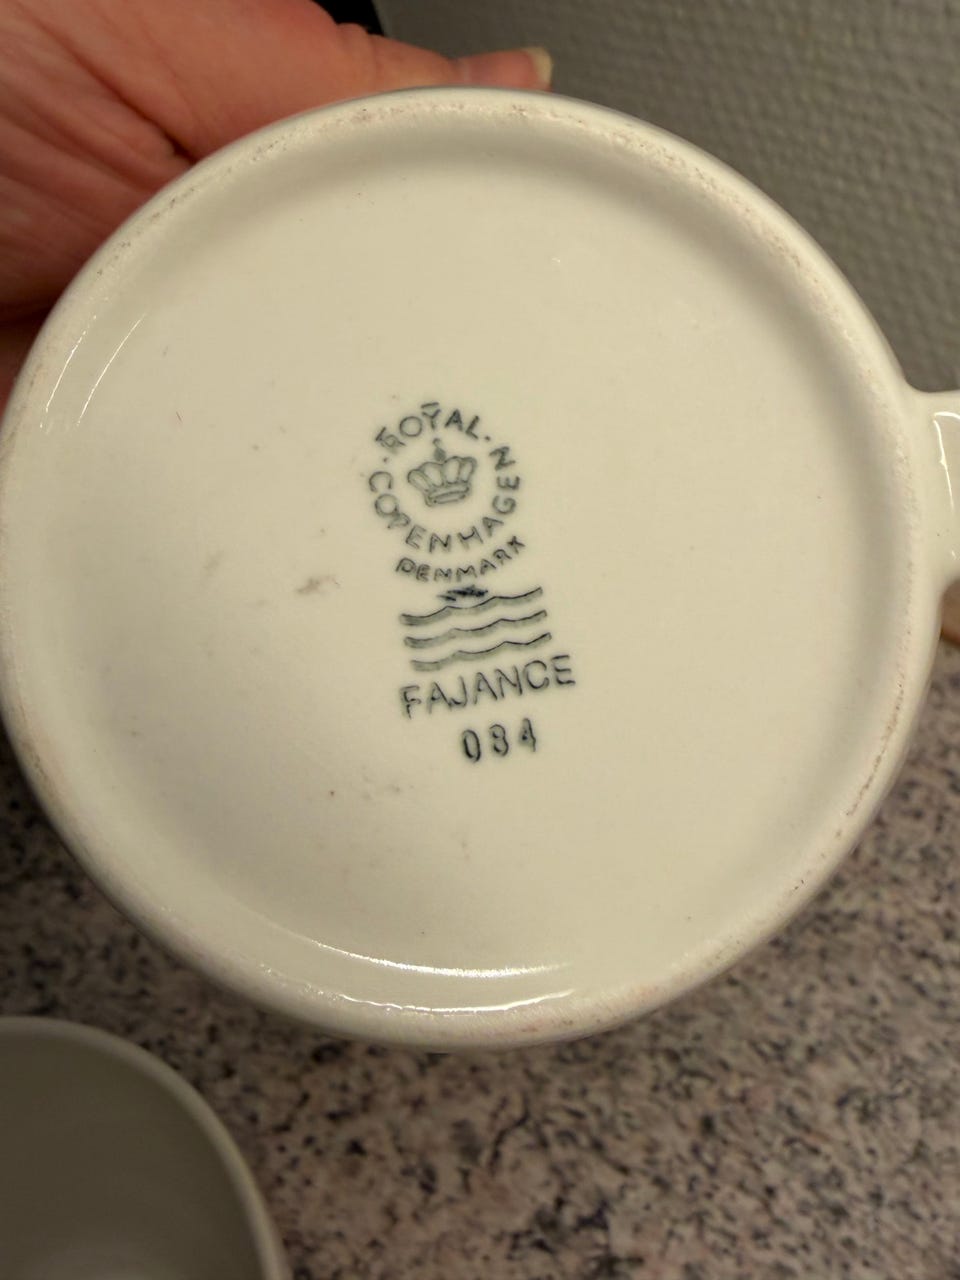 ROYAL
COPENHAGEN
DENMARK
FAJANCE
084